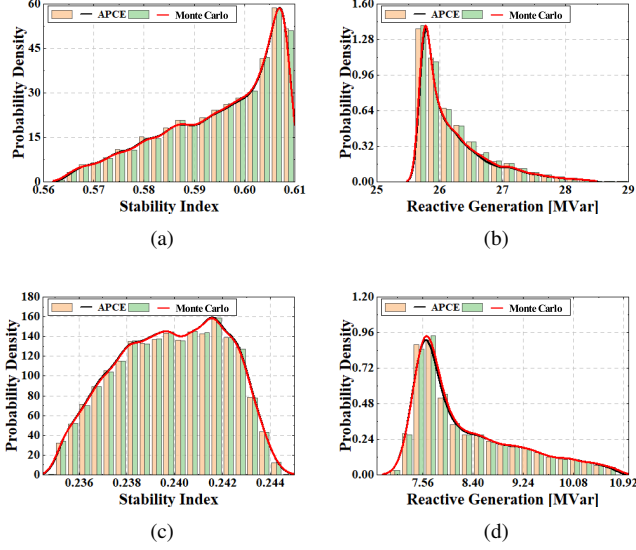 APCE Monte Carlo
60
45
30
15
0
Probability Density
0.56 0.57 0.58 0.59 0.60 0.61
Stability Index
(a)
APCE Monte Carlo
1.60
1.28
0.96
0.64
0.32
0.00
Probability Density
25 26 27 28 29
Reactive Generation [MVar]
(b)
APCE Monte Carlo
180
160
140
120
100
80
60
40
20
0
Probability Density
0.236 0.238 0.240 0.242 0.244
Stability Index
(c)
APCE Monte Carlo
1.20
0.96
0.72
0.48
0.24
0.00
Probability Density
7.56 8.40 9.24 10.08 10.92
Reactive Generation [MVar]
(d)